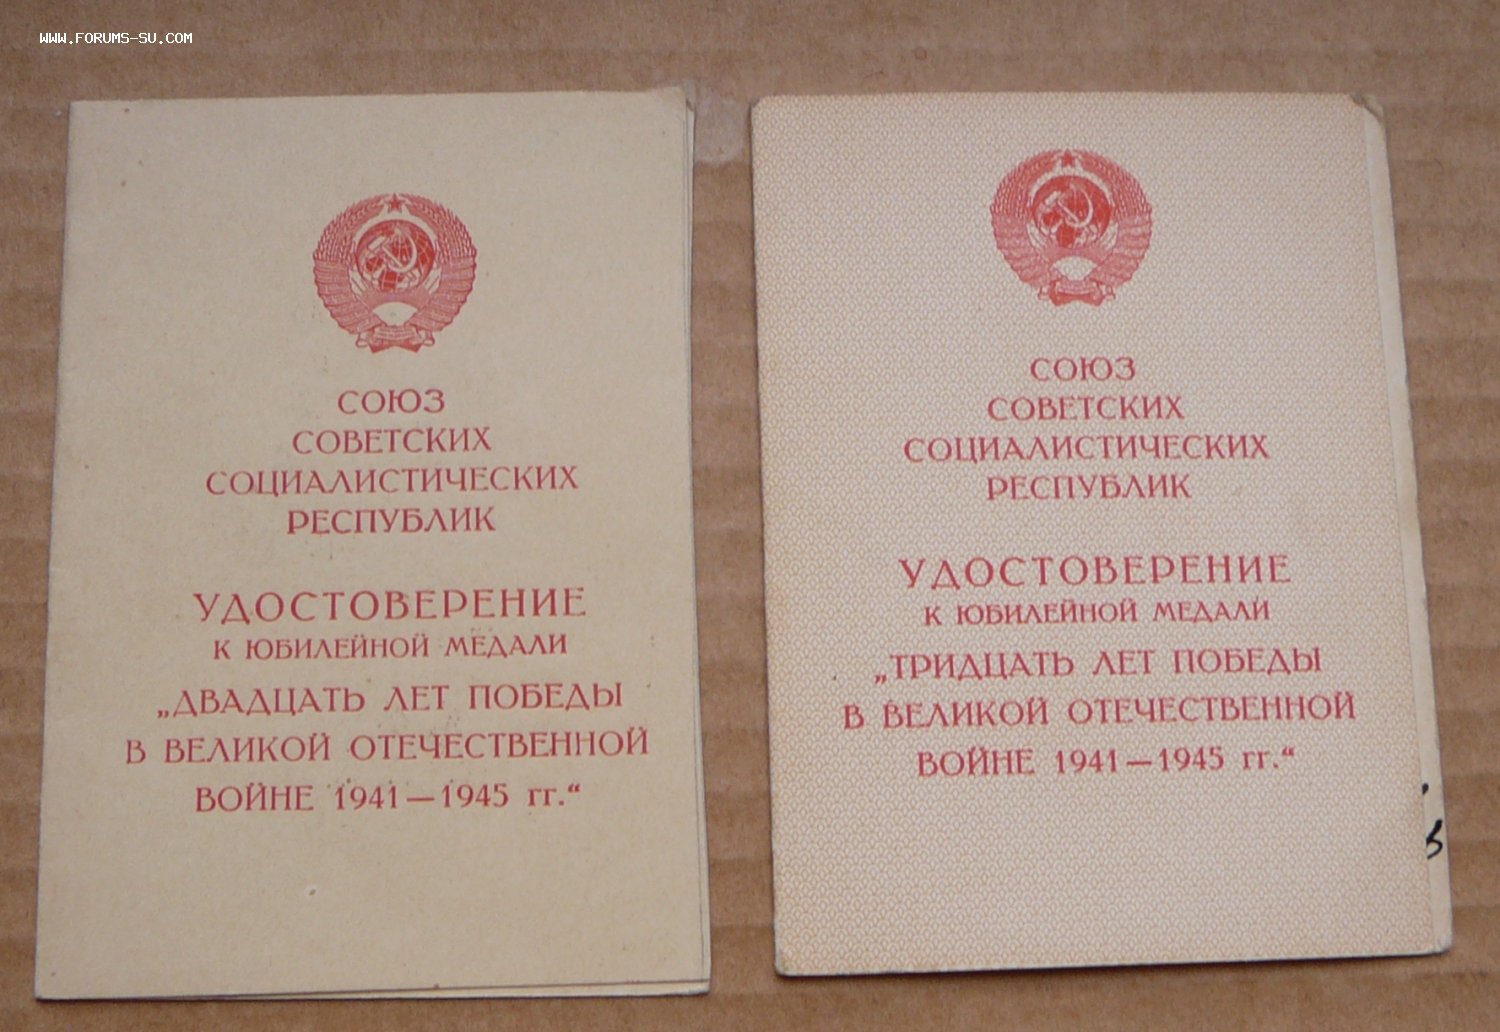 WWW.FORUMS-SU.COM
СОЮЗ
СОВЕТСКИХ
СОЦИАЛИСТИЧЕСКИХ
РЕСПУБЛИК
УДОСТОВЕРЕНИЕ
К ЮБИЛЕЙНОЙ МЕДАЛИ
„ДВАДЦАТЬ ЛЕТ ПОБЕДЫ
В ВЕЛИКОЙ ОТЕЧЕСТВЕННОЙ
ВОЙНЕ 1941—1945 гг.“
СОЮЗ
СОВЕТСКИХ
СОЦИАЛИСТИЧЕСКИХ
РЕСПУБЛИК
УДОСТОВЕРЕНИЕ
К ЮБИЛЕЙНОЙ МЕДАЛИ
„ТРИДЦАТЬ ЛЕТ ПОБЕДЫ
В ВЕЛИКОЙ ОТЕЧЕСТВЕННОЙ
ВОЙНЕ 1941—1945 гг.“